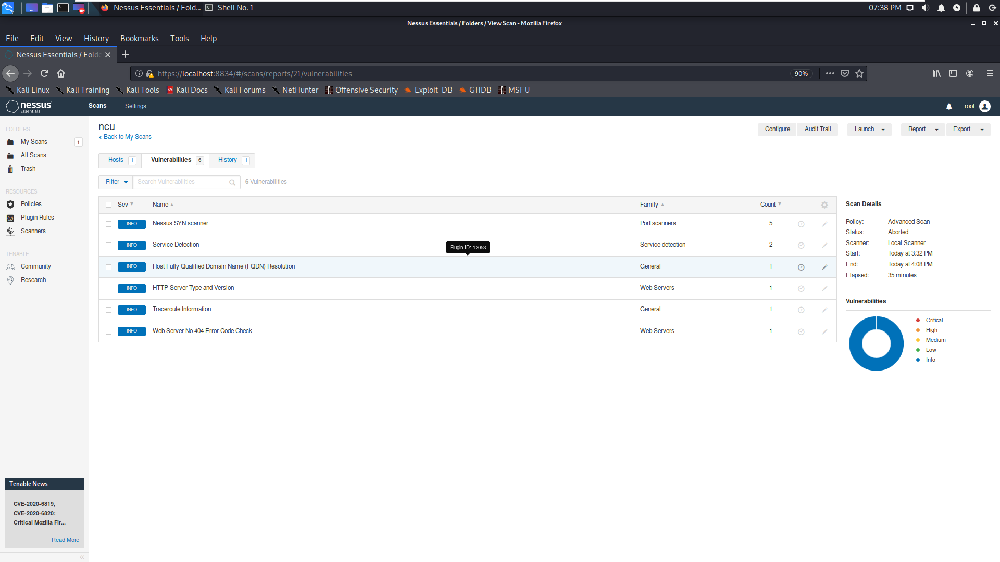 Nessus Essentials / Fold... Shell No. 1 07:38 PM
Nessus Essentials / Folders / View Scan - Mozilla Firefox
File Edit View History Bookmarks Tools Help
Nessus Essentials / Folde
https://localhost:8834/#/scans/reports/21/vulnerabilities 90%
Kali Linux Kali Training Kali Tools Kali Docs Kali Forums NetHunter Offensive Security Exploit-DB GHDB MSFU
nessus Essentials Scans Settings root
FOLDERS
My Scans 1
All Scans
Trash
RESOURCES
Policies
Plugin Rules
Scanners
TENABLE
Community
Research
Tenable News
CVE-2020-6819,
CVE-2020-6820:
Critical Mozilla Fir...
Read More
ncu
Back to My Scans
Configure Audit Trail Launch Report Export
Hosts 1 Vulnerabilities 6 History 1
Filter Search Vulnerabilities 6 Vulnerabilities
Sev Name Family Count
INFO Nessus SYN scanner Port scanners 5
INFO Service Detection Service detection 2
Plugin ID: 12053
INFO Host Fully Qualified Domain Name (FQDN) Resolution General 1
INFO HTTP Server Type and Version Web Servers 1
INFO Traceroute Information General 1
INFO Web Server No 404 Error Code Check Web Servers 1
Scan Details
Policy: Advanced Scan
Status: Aborted
Scanner: Local Scanner
Start: Today at 3:32 PM
End: Today at 4:08 PM
Elapsed: 35 minutes
Vulnerabilities
Critical
High
Medium
Low
Info